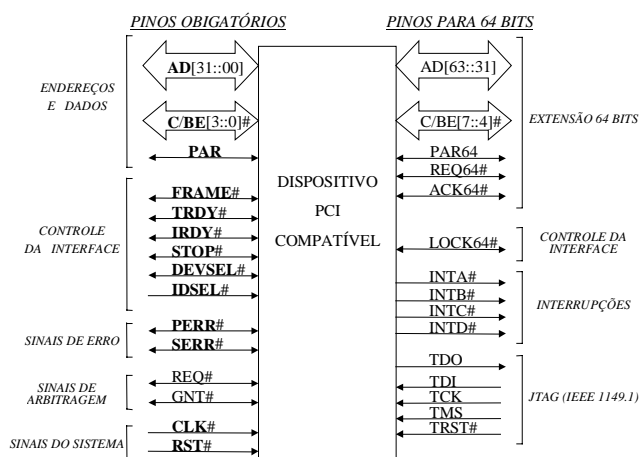 PINOS OBIGATÓRIOS
PINOS PARA 64 BITS
ENDEREÇOS
E DADOS
AD[31::00]
C/BE[3::0]#
PAR
CONTROLE
DA INTERFACE
FRAME#
TRDY#
IRDY#
STOP#
DEVSEL#
IDSEL#
SINAIS DE ERRO
PERR#
SERR#
SINAIS DE
ARBITRAGEM
REQ#
GNT#
SINAIS DO SISTEMA
CLK#
RST#
DISPOSITIVO
PCI
COMPATÍVEL
AD[63::31]
C/BE[7::4]#
PAR64
REQ64#
ACK64#
EXTENSÃO 64 BITS
LOCK64#
CONTROLE DA
INTERFACE
INTA#
INTB#
INTC#
INTD#
INTERRUPÇÕES
TDO
TDI
TCK
TMS
TRST#
JTAG (IEEE 1149.1)